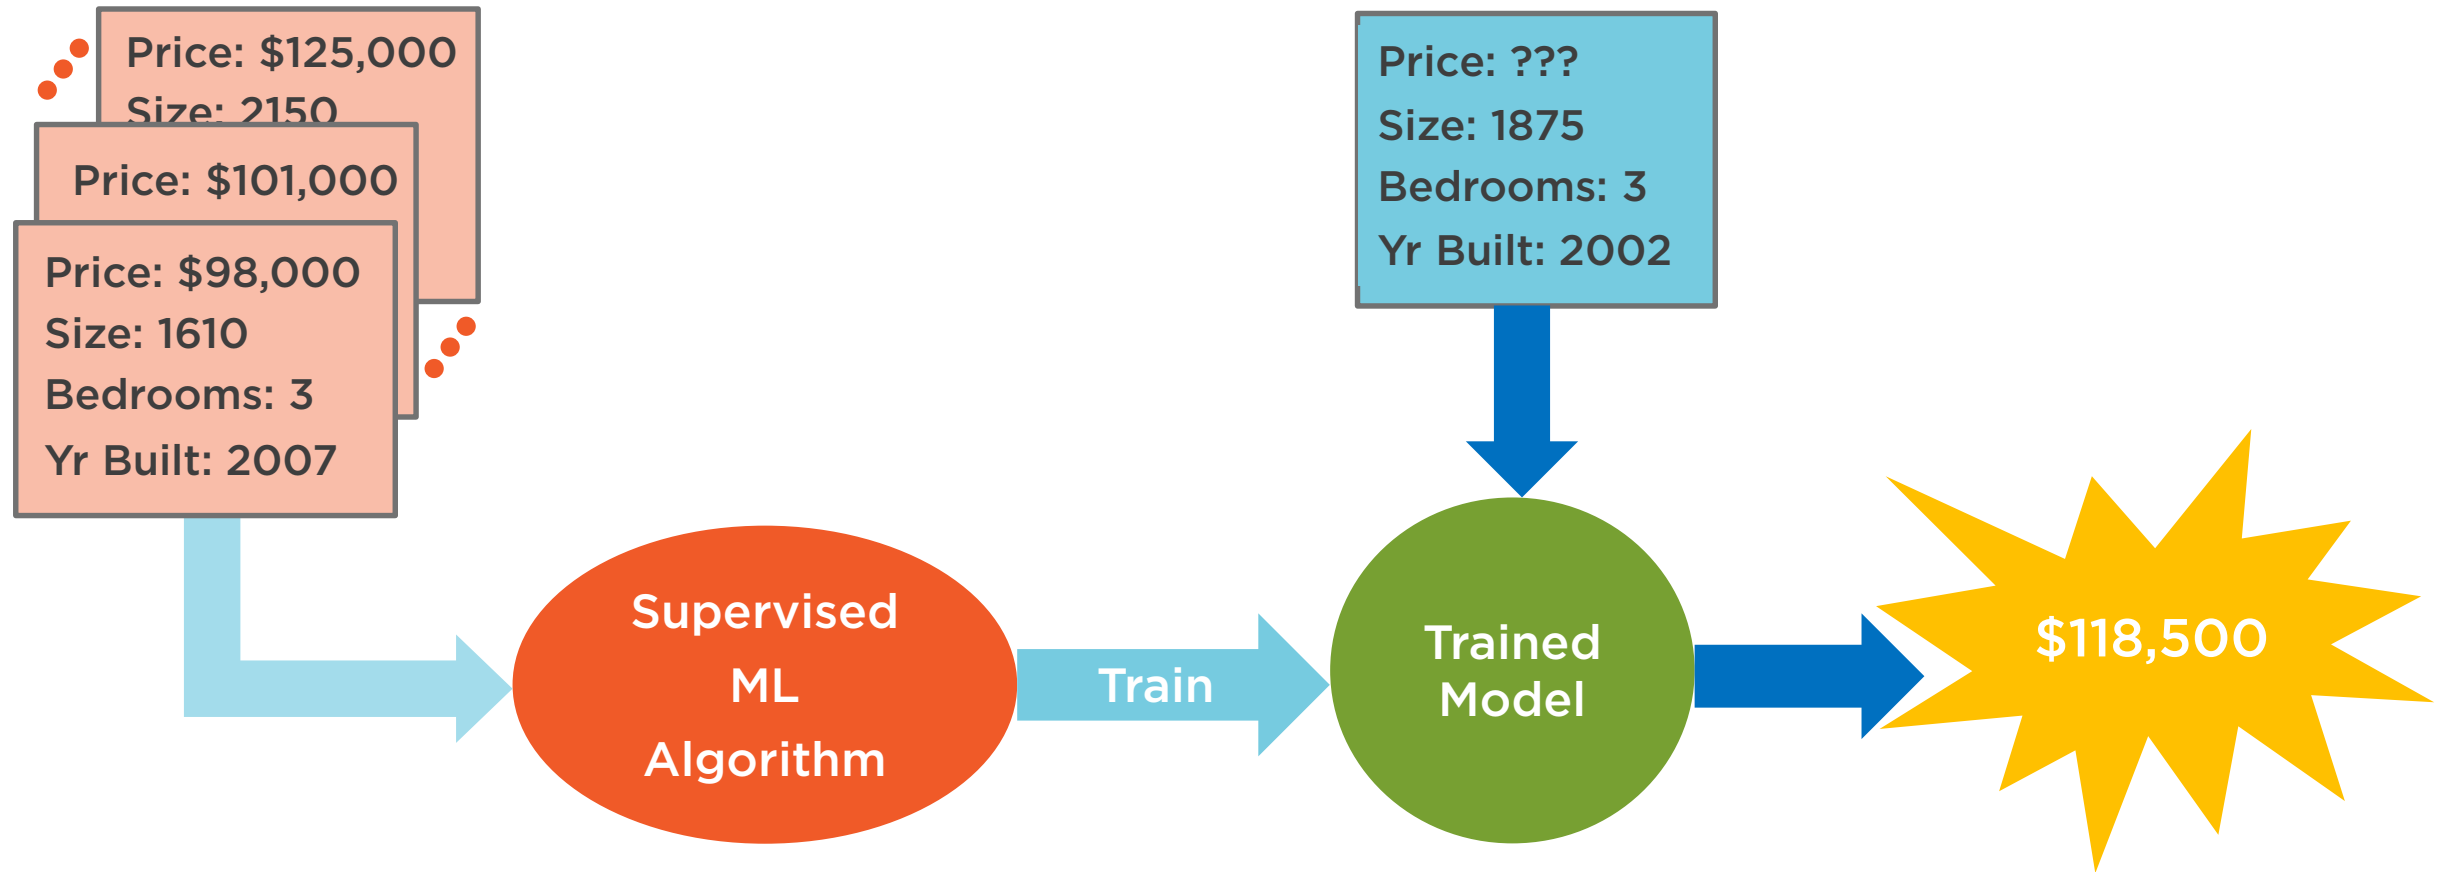 Price: $125,000
Size: 2150
Price: $101,000
Price: $98,000
Size: 1610
Bedrooms: 3
Yr Built: 2007
Supervised
ML
Algorithm
Train
Price: ???
Size: 1875
Bedrooms: 3
Yr Built: 2002
Trained
Model
$118,500